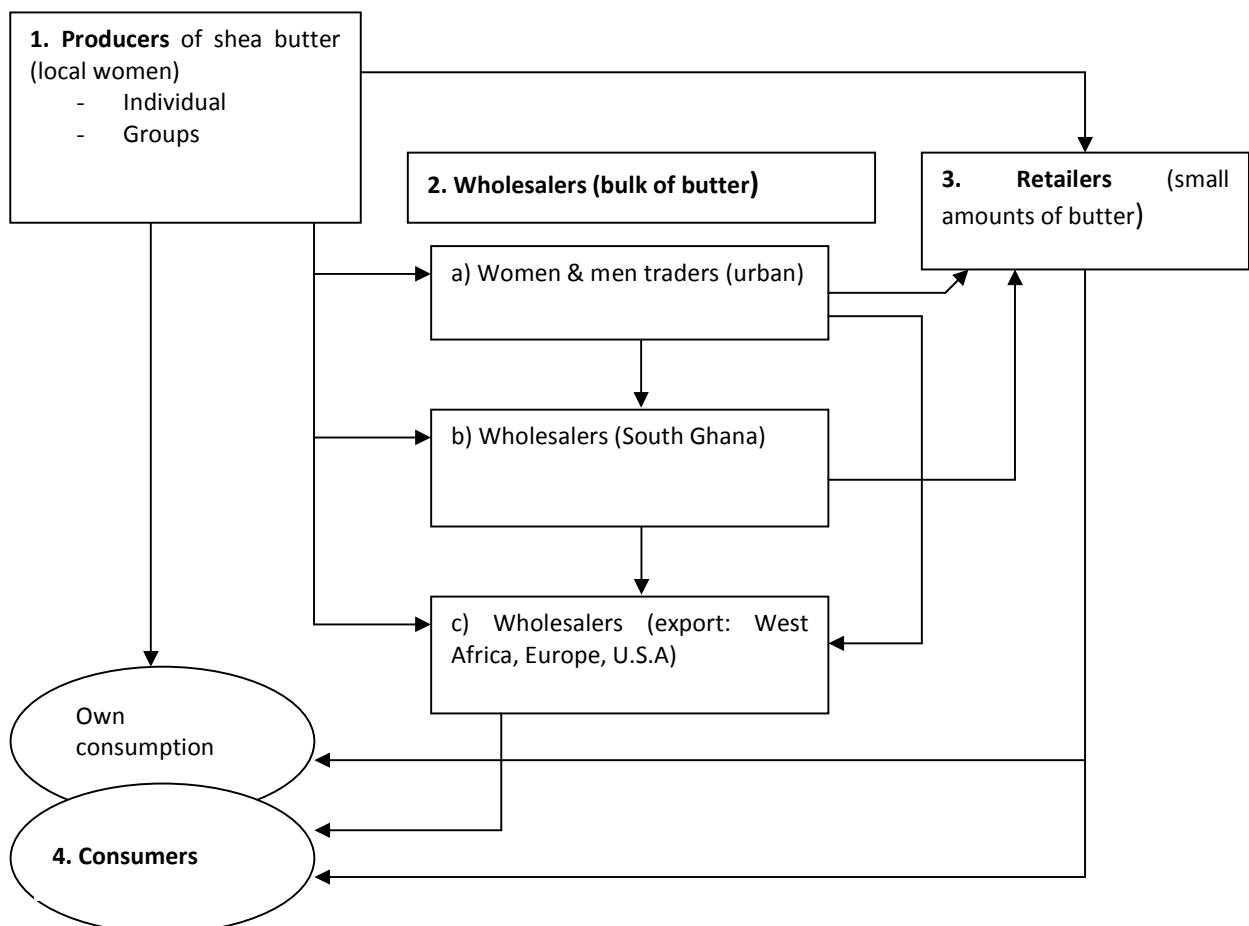 1. Producers of shea butter
(local women)
- Individual
- Groups
2. Wholesalers (bulk of butter)
3. Retailers (small
amounts of butter)
a) Women & men traders (urban)
b) Wholesalers (South Ghana)
c) Wholesalers (export: West
Africa, Europe, U.S.A)
Own
consumption
4. Consumers